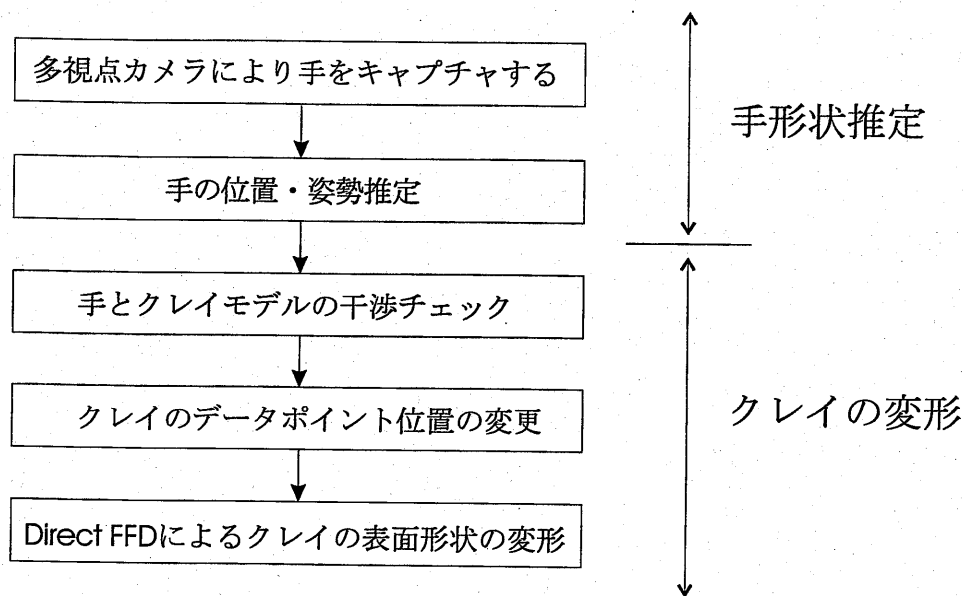 多視点カメラにより手をキャプチャする
手の位置・姿勢推定
手とクレイモデルの干渉チェック
クレイのデータポイント位置の変更
Direct FFDによるクレイの表面形状の変形
手形状推定
クレイの変形